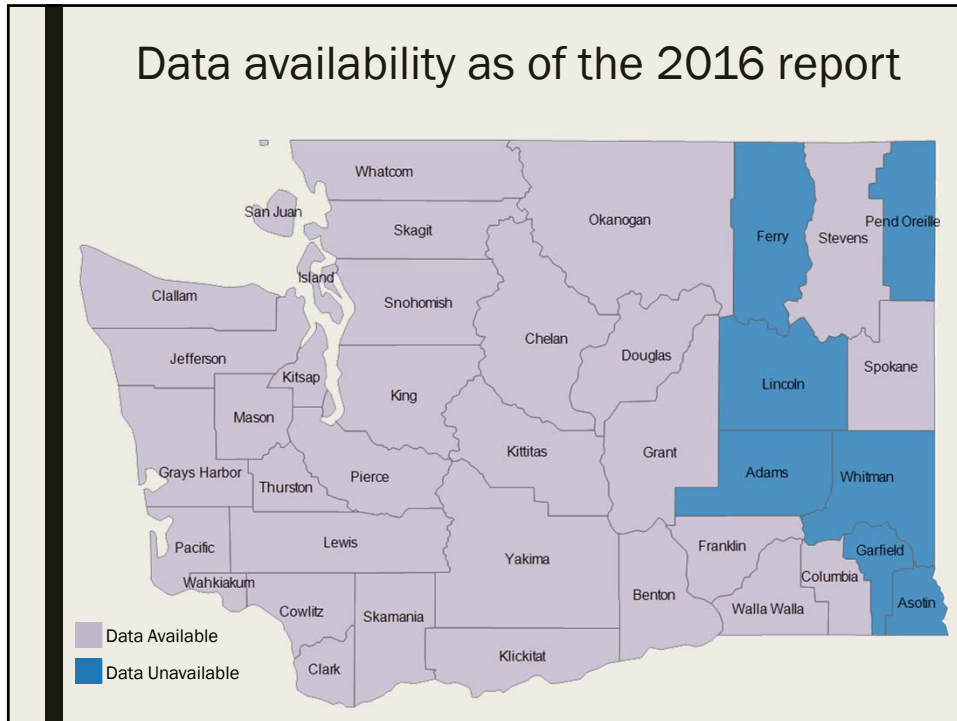 Data availability as of the 2016 report
Whatcom
San Juan
Skagit
Okanogan
Ferry
Stevens
Pend Oreille
Island
Clallam
Snohomish
Chelan
Douglas
Jefferson
Kitsap
King
Lincoln
Spokane
Mason
Grays Harbor
Thurston
Pierce
Kittitas
Grant
Adams
Whitman
Pacific
Lewis
Yakima
Franklin
Garfield
Wahkiakum
Columbia
Cowlitz
Skamania
Benton
Walla Walla
Asotin
Clark
Klickitat
Data Available
Data Unavailable